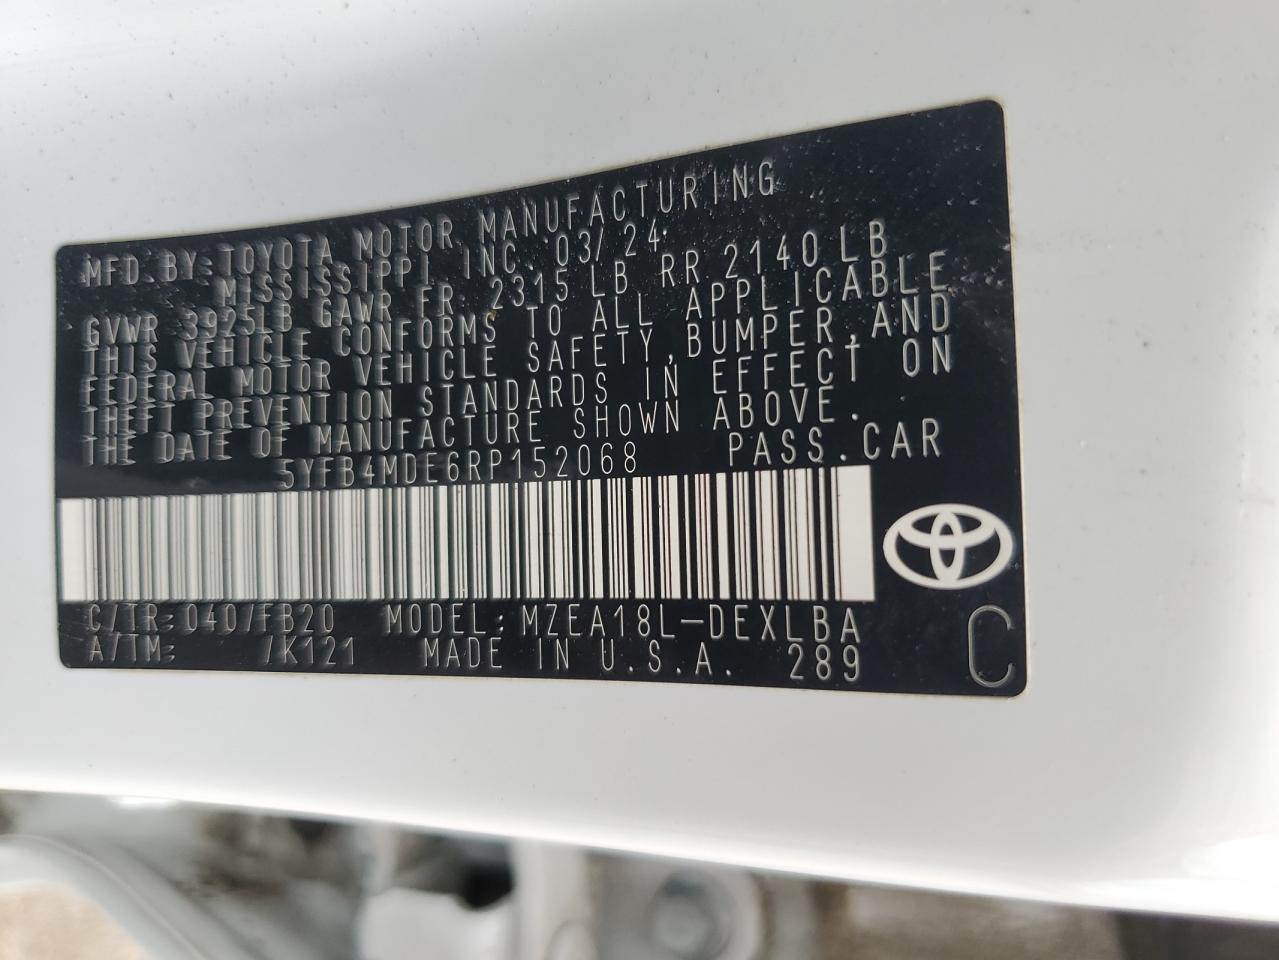 MFD. BY: TOYOTA MOTOR MANUFACTURING
MISSISSIPPI, INC. 03/24
GVWR 3925LB GAWR FR. 2315 LB RR 2140 LB
THIS VEHICLE CONFORMS TO ALL APPLICABLE
FEDERAL MOTOR VEHICLE SAFETY, BUMPER, AND
THEFT PREVENTION STANDARDS IN EFFECT ON
THE DATE OF MANUFACTURE SHOWN ABOVE.
5YFB4MDE6RP152068 PASS. CAR
C/TR: 040/FB20 MODEL: MZEA18L-DEXLBA
A/TM: /K121 MADE IN U.S.A. 289
C